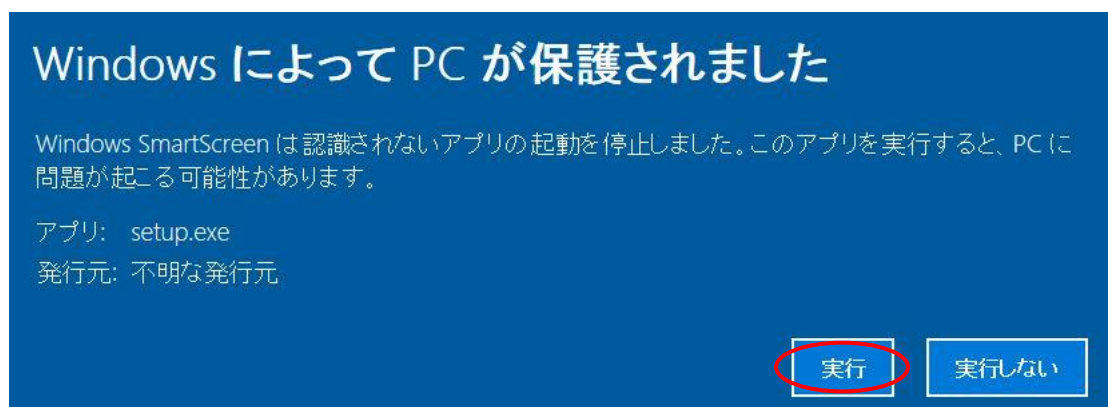 Windows によって PC が保護されました
Windows SmartScreen は認識されないアプリの起動を停止しました。このアプリを実行すると、PC に
問題が起こる可能性があります。
アプリ: setup.exe
発行元: 不明な発行元
実行 実行しない